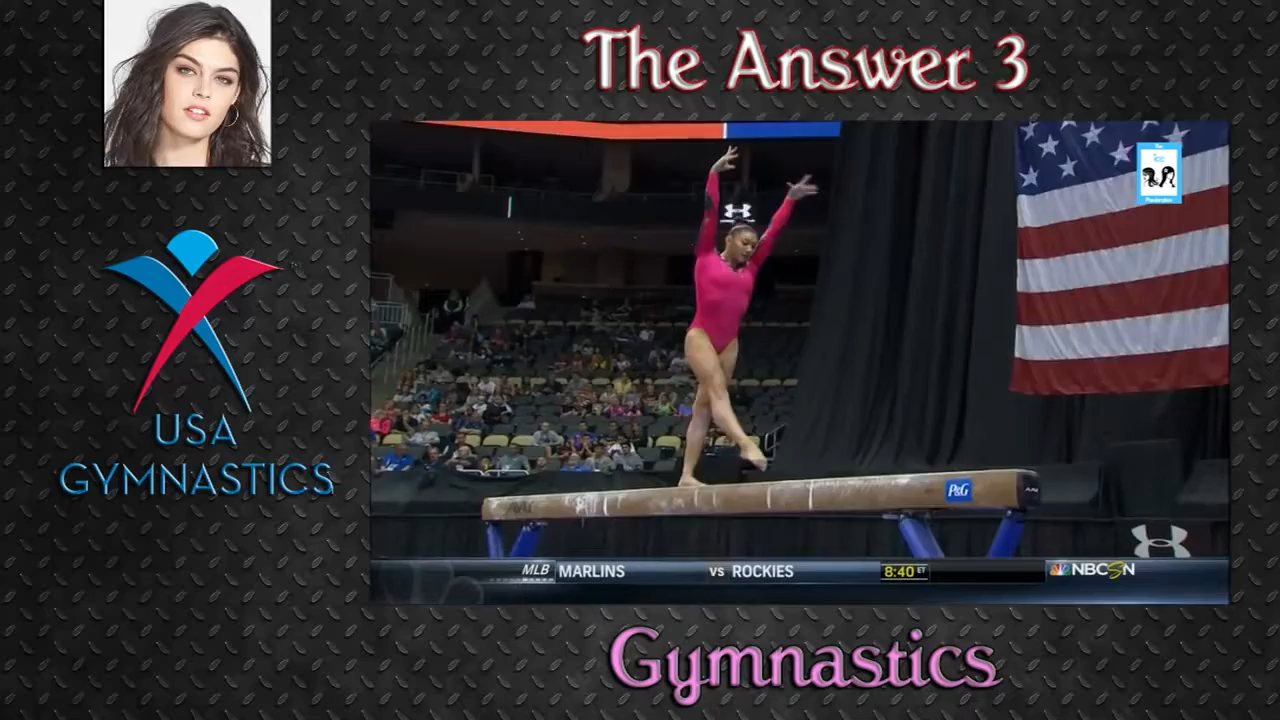 The Answer 3
USA
GYMNASTICS
P&G
MLB MARLINS vs ROCKIES 8:40 ET NBCSN
Gymnastics